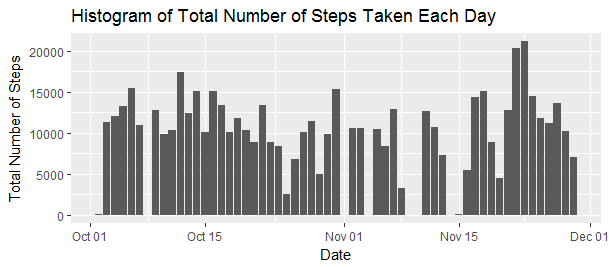 Histogram of Total Number of Steps Taken Each Day
Total Number of Steps
20000
15000
10000
5000
0
Oct 01
Oct 15
Nov 01
Nov 15
Dec 01
Date